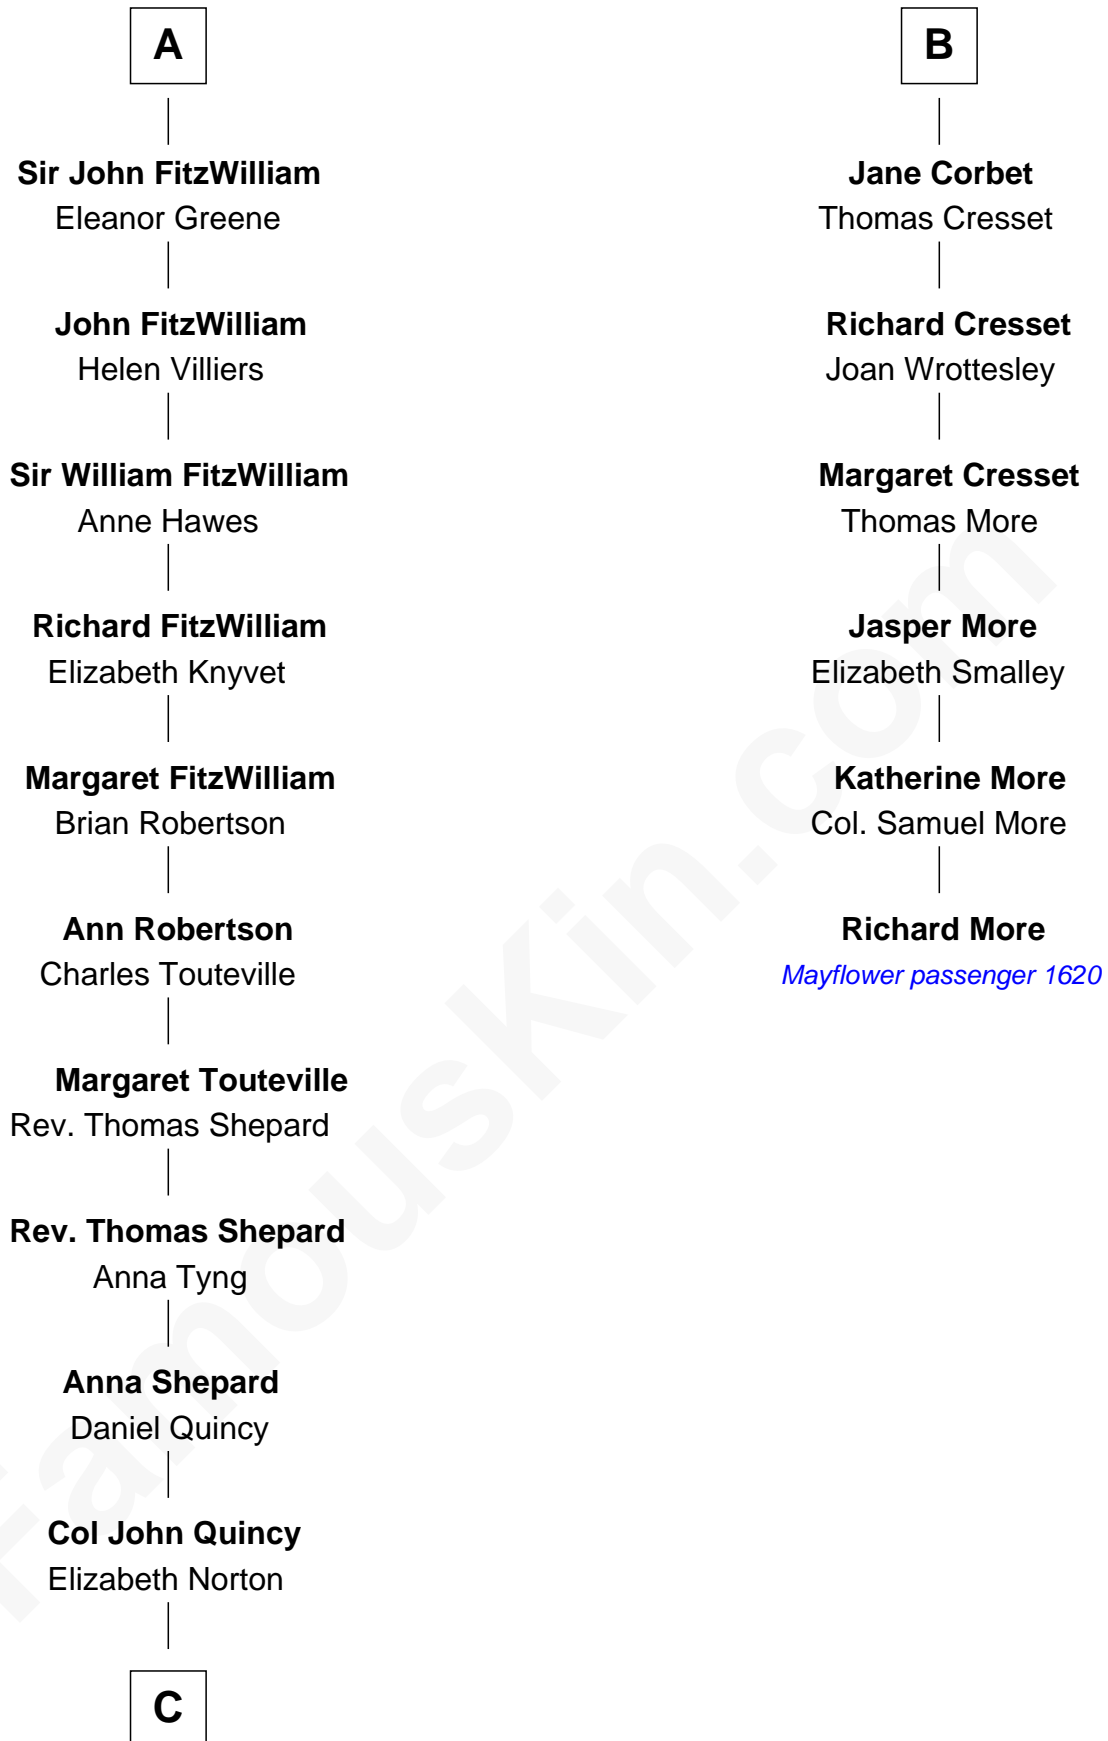 A
Sir John FitzWilliam
Eleanor Greene
John FitzWilliam
Helen Villiers
Sir William FitzWilliam
Anne Hawes
Richard FitzWilliam
Elizabeth Knyvet
Margaret FitzWilliam
Brian Robertson
Ann Robertson
Charles Touteville
Margaret Touteville
Rev. Thomas Shepard
Rev. Thomas Shepard
Anna Tyng
Anna Shepard
Daniel Quincy
Col John Quincy
Elizabeth Norton
C
B
Jane Corbet
Thomas Cresset
Richard Cresset
Joan Wrottesley
Margaret Cresset
Thomas More
Jasper More
Elizabeth Smalley
Katherine More
Col. Samuel More
Richard More
Mayflower passenger 1620
FamousKin.com